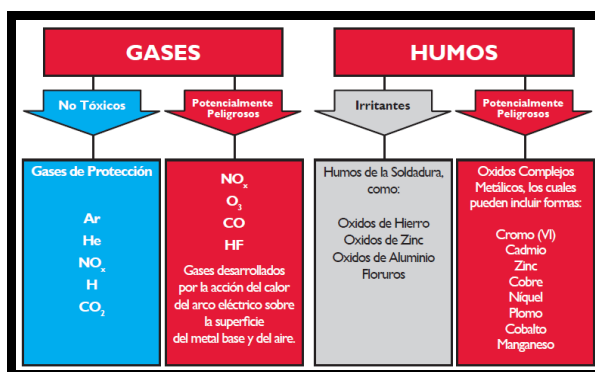 GASES
No Tóxicos
Potencialmente
Peligrosos
Gases de Protección
Ar
He
NOx
H
CO2
NOx
O3
CO
HF
Gases desarrollados
por la acción del calor
del arco eléctrico sobre
la superficie
del metal base y del aire.
HUMOS
Irritantes
Potencialmente
Peligrosos
Humos de la Soldadura,
como:
Oxidos de Hierro
Oxidos de Zinc
Oxidos de Aluminio
Floruros
Oxidos Complejos
Metálicos, los cuales
pueden incluir formas:
Cromo (VI)
Cadmio
Zinc
Cobre
Níquel
Plomo
Cobalto
Manganeso